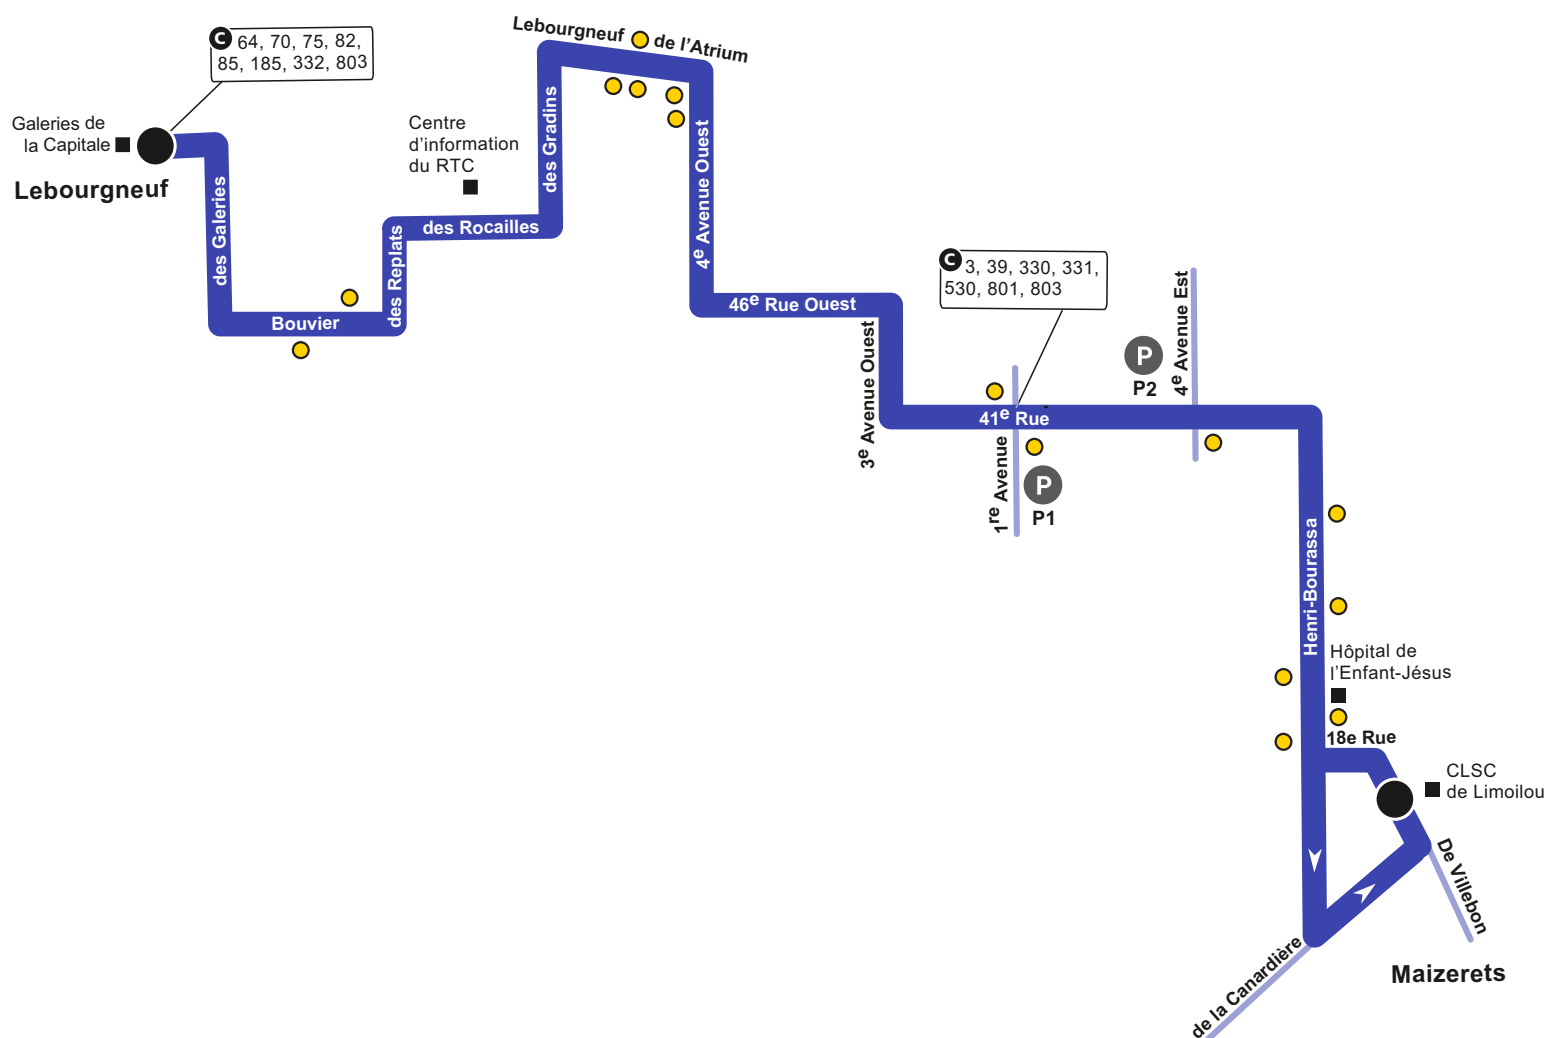 Lebourgneuf
de l’Atrium
C 64, 70, 75, 82,
85, 185, 332, 803
Galeries de
la Capitale
Lebourgneuf
Centre
d’information
du RTC
des Galeries
Bouvier
des Replats
des Rocailles
des Gradins
4e Avenue Ouest
46e Rue Ouest
3e Avenue Ouest
C 3, 39, 330, 331,
530, 801, 803
41e Rue
1re Avenue
P
P1
P
P2
4e Avenue Est
Henri-Bourassa
Hôpital de
l’Enfant-Jésus
18e Rue
CLSC
de Limoilou
De Villebon
de la Canardière
Maizerets